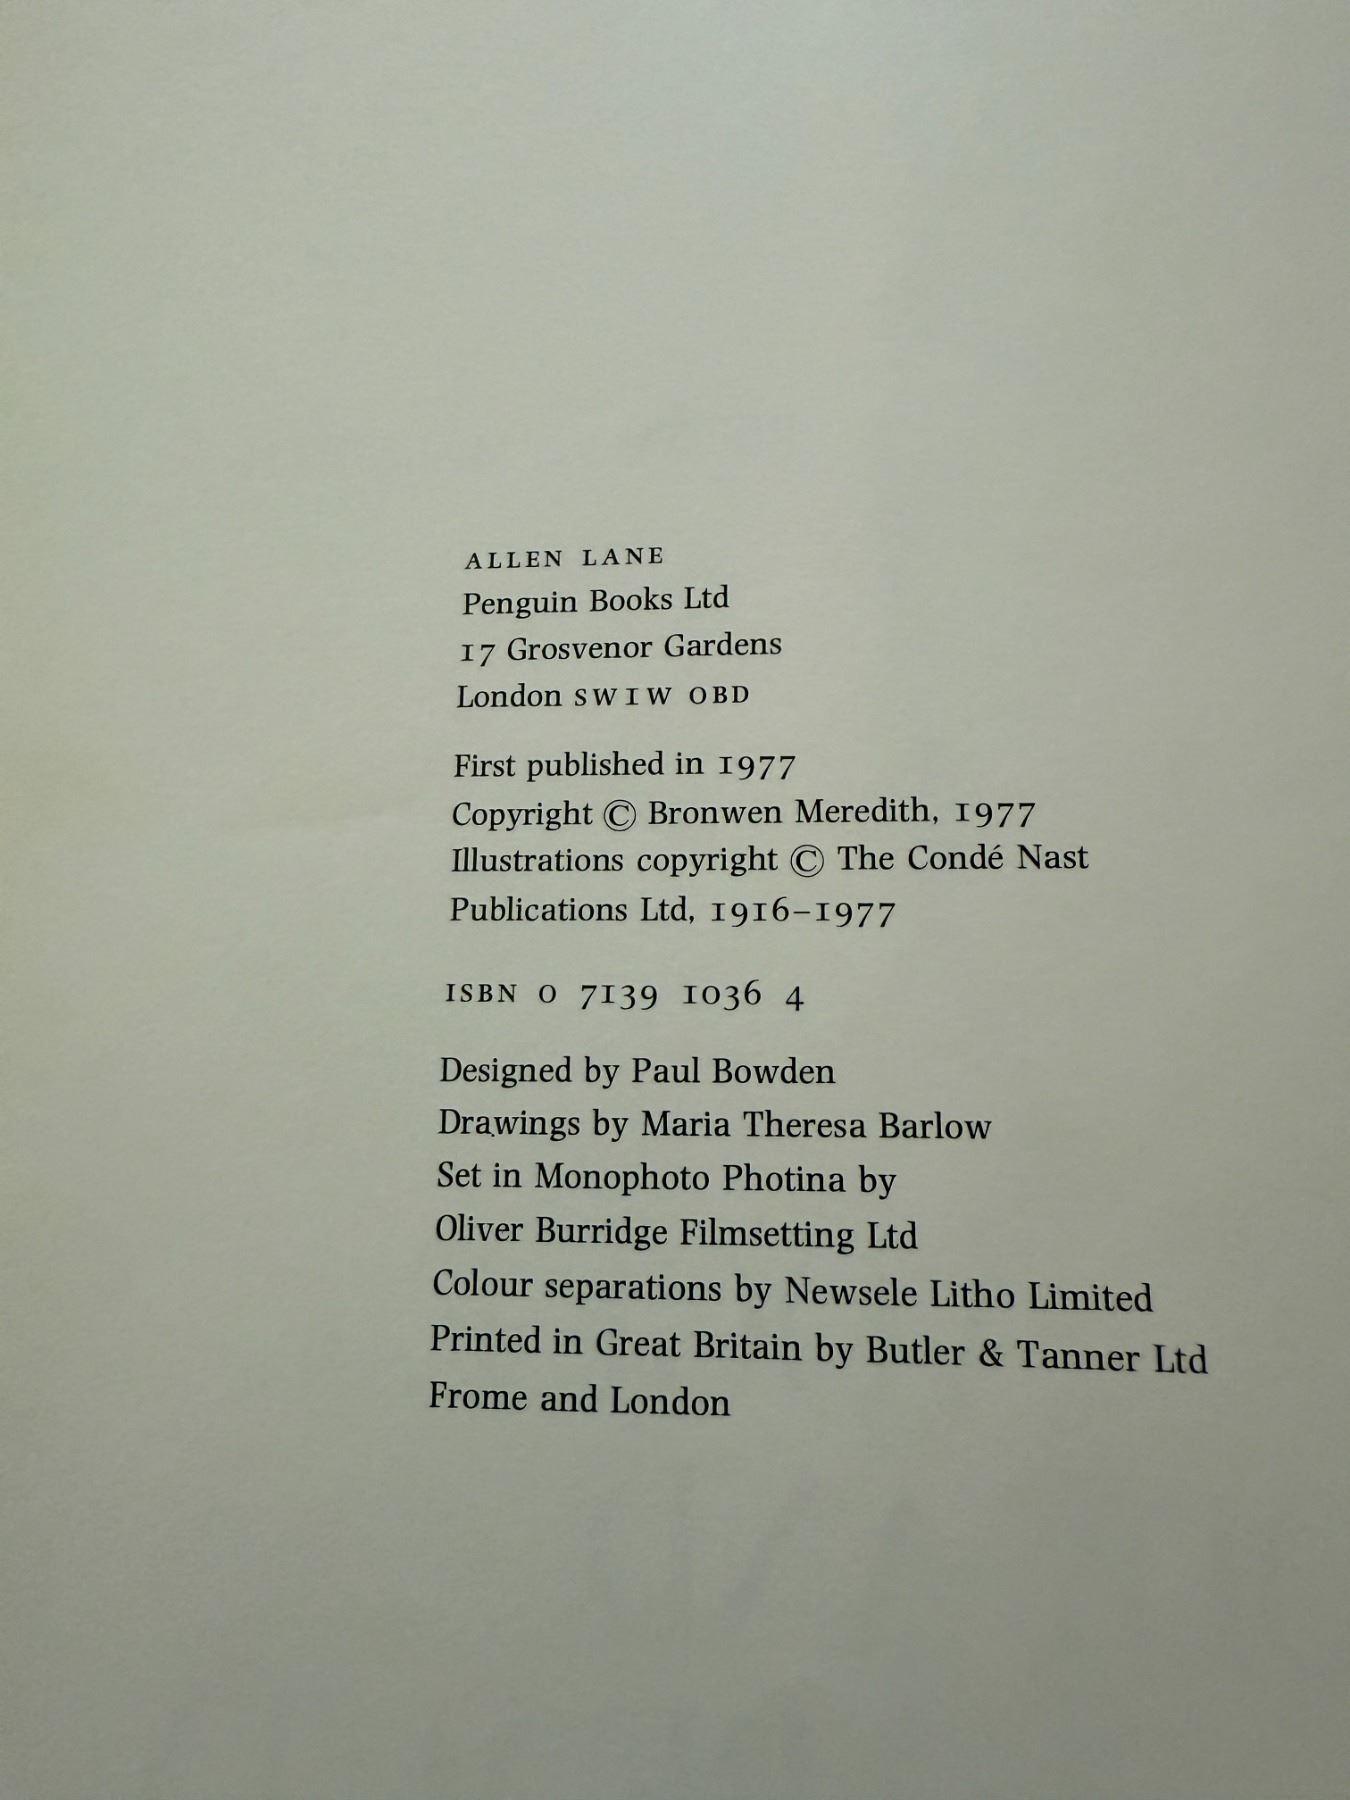 ALLEN LANE
Penguin Books Ltd
17 Grosvenor Gardens
London SW1W OBD
First published in 1977
Copyright © Bronwen Meredith, 1977
Illustrations copyright © The Condé Nast
Publications Ltd, 1916–1977
ISBN 0 7139 1036 4
Designed by Paul Bowden
Drawings by Maria Theresa Barlow
Set in Monophoto Photina by
Oliver Burridge Filmsetting Ltd
Colour separations by Newsele Litho Limited
Printed in Great Britain by Butler & Tanner Ltd
Frome and London